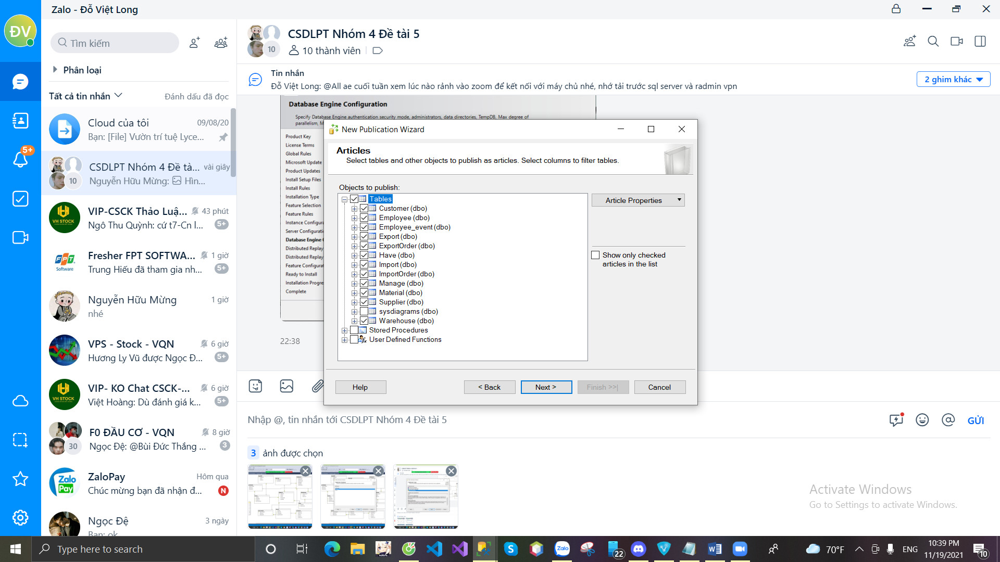 Zalo - Đỗ Việt Long
ĐV
Tìm kiếm
Phân loại
Tất cả tin nhắn
Đánh dấu đã đọc
Cloud của tôi
09/08/20
Bạn: [File] Vườn trí tuệ Lyce...
5+
CSDLPT Nhóm 4 Đề tà...
vài giây
10
Nguyễn Hữu Mừng: Hìn...
VIP-CSCK Thảo Luậ...
43 phút
VH STOCK
Ngô Thu Quỳnh: cứ t7-Cn l...
5+
Fresher FPT SOFTWA...
1 giờ
FPT
Software
Trung Hiếu đã tham gia nh...
5+
Nguyễn Hữu Mừng
1 giờ
nhé
VPS - Stock - VQN
6 giờ
Hương Ly Vũ được Ngọc Đ...
5+
VIP- KO Chat CSCK-...
6 giờ
VH STOCK
Việt Hoàng: Dù đánh giá k...
5+
F0 ĐẦU CƠ - VQN
8 giờ
30
Ngọc Đệ: @Bùi Đức Thắng ...
3
ZaloPay
Hôm qua
Zalo
Pay
Chúc mừng bạn đã nhận đ...
N
Ngọc Đệ
3 ngày
Bạn: ok
CSDLPT Nhóm 4 Đề tài 5
10
10 thành viên
Tin nhắn
Đỗ Việt Long: @All ae cuối tuần xem lúc nào rảnh vào zoom để kết nối với máy chủ nhé, nhớ tải trước sql server và radmin vpn
2 ghim khác
Database Engine Configuration
Specify Database Engine authentication security mode, administrators, data directories, TempDB, Max degree of
parallelism, M
Product Key
License Terms
Global Rules
Microsoft Update
Product Updates
Install Setup Files
Install Rules
Installation Type
Feature Selection
Feature Rules
Instance Configura
Server Configurati
Database Engine C
Distributed Replay
Distributed Replay
Feature Configurat
Ready to Install
Installation Progre
Complete
22:38
New Publication Wizard
Articles
Select tables and other objects to publish as articles. Select columns to filter tables.
Objects to publish:
Tables
Customer (dbo)
Employee (dbo)
Employee_event (dbo)
Export (dbo)
ExportOrder (dbo)
Have (dbo)
Import (dbo)
ImportOrder (dbo)
Manage (dbo)
Material (dbo)
Supplier (dbo)
sysdiagrams (dbo)
Warehouse (dbo)
Stored Procedures
User Defined Functions
Article Properties
Show only checked
articles in the list
Help
< Back
Next >
Finish >>|
Cancel
Nhập @, tin nhắn tới CSDLPT Nhóm 4 Đề tài 5
GỬI
3 ảnh được chọn
Activate Windows
Go to Settings to activate Windows.
Type here to search
Zalo
22
70°F
ENG
10:39 PM
11/19/2021
10